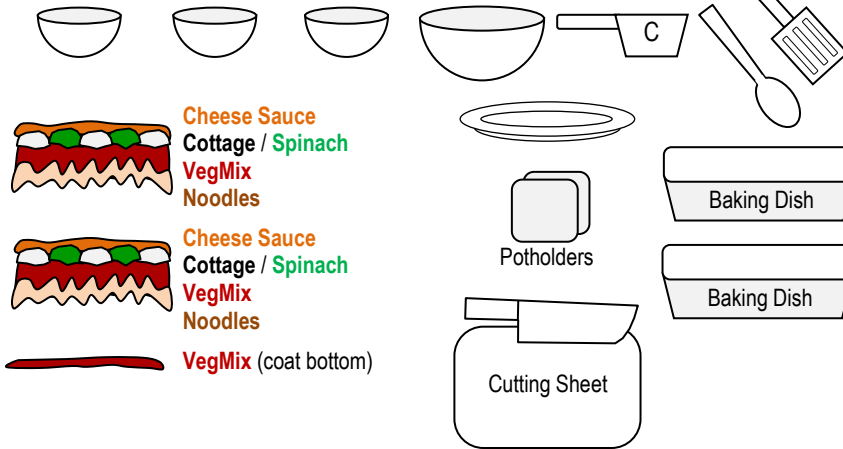 C
Cheese Sauce
Cottage / Spinach
VegMix
Noodles
Cheese Sauce
Cottage / Spinach
VegMix
Noodles
VegMix (coat bottom)
Potholders
Baking Dish
Baking Dish
Cutting Sheet